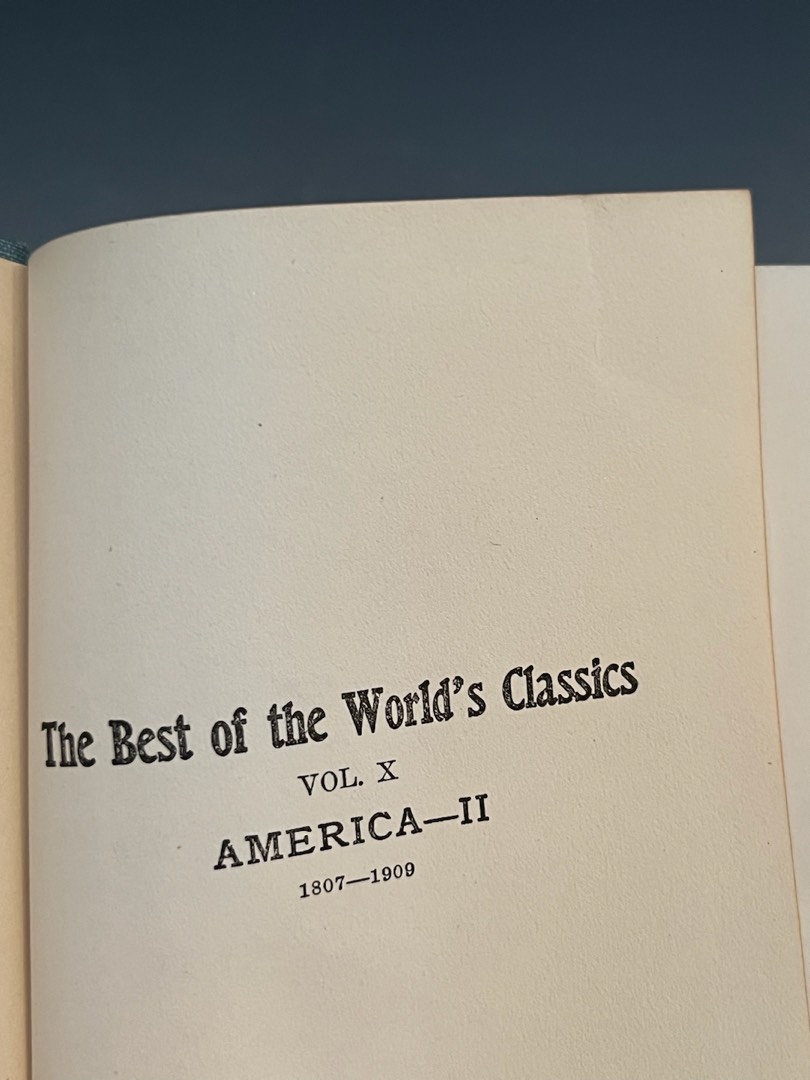 The Best of the World's Classics
VOL. X
AMERICA—II
1807—1909